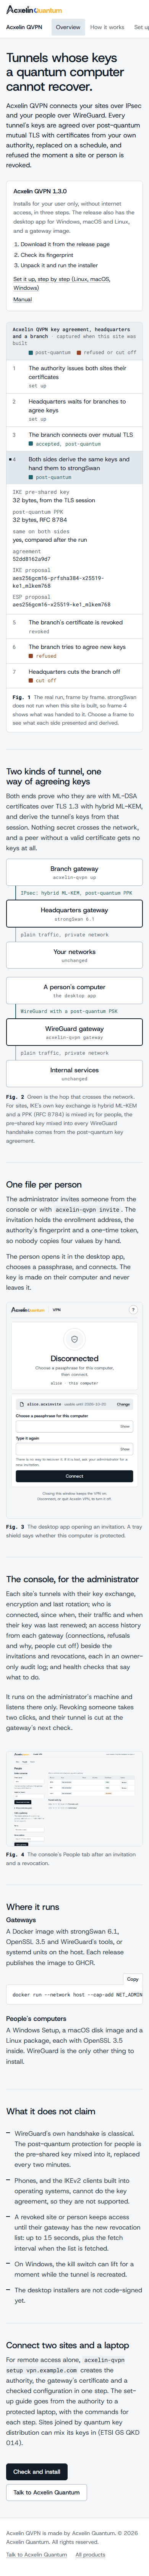 Acxelin Quantum
Acxelin QVPN
Overview
How it works
Set up
Tunnels whose keys
a quantum computer
cannot recover.
Acxelin QVPN connects your sites over IPsec
and your people over WireGuard. Every
tunnel's keys are agreed over post-quantum
mutual TLS with certificates from your own
authority, replaced on a schedule, and
refused the moment a site or person is
revoked.
Acxelin QVPN 1.3.0
Installs for your user only, without internet
access, in three steps. The release also has the
desktop app for Windows, macOS and Linux,
and a gateway image.
1. Download it from the release page
2. Check its fingerprint
3. Unpack it and run the installer
Set it up, step by step (Linux, macOS,
Windows)
Manual
Acxelin QVPN key agreement, headquarters
and a branch · captured when this site was
built
post-quantum
refused or cut off
1
The authority issues both sites their
certificates
set up
2
Headquarters waits for branches to
agree keys
set up
3
The branch connects over mutual TLS
accepted, post-quantum
4
Both sides derive the same keys and
hand them to strongSwan
post-quantum
IKE pre-shared key
32 bytes, from the TLS session
post-quantum PPK
32 bytes, RFC 8784
same on both sides
yes, compared after the run
agreement
52dd8162a9d7
IKE proposal
aes256gcm16-prfsha384-x25519-
ke1_mlkem768
ESP proposal
aes256gcm16-x25519-ke1_mlkem768
5
The branch's certificate is revoked
revoked
6
The branch tries to agree new keys
refused
7
Headquarters cuts the branch off
cut off
Fig. 1 The real run, frame by frame. strongSwan
does not run when this site is built, so frame 4
shows what was handed to it. Choose a frame to
see what each side presented and derived.
Two kinds of tunnel, one
way of agreeing keys
Both ends prove who they are with ML-DSA
certificates over TLS 1.3 with hybrid ML-KEM,
and derive the tunnel's keys from that
session. Nothing secret crosses the network,
and a peer without a valid certificate gets no
keys at all.
Branch gateway
acxelin-qvpn up
IPsec: hybrid ML-KEM, post-quantum PPK
Headquarters gateway
strongSwan 6.1
plain traffic, private network
Your networks
unchanged
A person's computer
the desktop app
WireGuard with a post-quantum PSK
WireGuard gateway
acxelin-qvpn gateway
plain traffic, private network
Internal services
unchanged
Fig. 2 Green is the hop that crosses the network.
For sites, IKE's own key exchange is hybrid ML-KEM
and a PPK (RFC 8784) is mixed in; for people, the
pre-shared key mixed into every WireGuard
handshake comes from the post-quantum key
agreement.
One file per person
The administrator invites someone from the
console or with acxelin-qvpn invite. The
invitation holds the enrollment address, the
authority's fingerprint and a one-time token,
so nobody copies values or numbers by hand.
The person opens it in the desktop app,
chooses a passphrase, and connects. The
key is made on their computer and never
leaves it.
Acxelin Quantum
VPN
?
Disconnected
Choose a passphrase for this computer,
then connect.
alice · this computer
Change
Choose a passphrase for this computer
Show
Type it again
Show
Connect
Closing this window keeps the VPN on.
Fig. 3 The desktop app opening an invitation. A tray
shield says whether this computer is protected.
The console, for the administrator
Each site's tunnels with their key exchange,
encryption and last rotation; who is
connected, since when, their traffic and when
their key was last renewed; an access history
from each gateway (connections, refusals
and why, people cut off) beside the
invitations and revocations, each in an owner-
only audit log; and health checks that say
what to do.
It runs on the administrator's machine and
listens there only. Revoking someone takes
two clicks, and their tunnel is cut at the
gateway's next check.
Fig. 4 The console's People tab after an invitation
and a revocation.
Where it runs
Gateways
A Docker image with strongSwan 6.1,
OpenSSL 3.5 and WireGuard's tools, or
systemd units on the host. Each release
publishes the image to GHCR.
Copy
docker run --network host --cap-add NET_ADMIN
People's computers
A Windows Setup, a macOS disk image and a
Linux package, each with OpenSSL 3.5
inside. WireGuard is the only other thing to
install.
What it does not claim
WireGuard's own handshake is classical.
The post-quantum protection for people is
the pre-shared key mixed into it, replaced
every two minutes.
Phones, and the IKEv2 clients built into
operating systems, cannot do the key
agreement, so they are not supported.
A revoked site or person keeps access
until their gateway has the new revocation
list: up to 15 seconds, plus the fetch
interval when the list is fetched.
On Windows, the kill switch can lift for a
moment while the tunnel is recreated.
The desktop installers are not code-signed
yet.
Connect two sites and a laptop
For remote access alone, acxelin-qvpn
setup vpn.example.com creates the
authority, the gateway's certificate and a
checked configuration in one step. The set-
up guide goes from the authority to a
protected laptop, with the commands for
each step. Sites joined by quantum key
distribution can mix its keys in (ETSI GS QKD
014).
Check and install
Talk to Acxelin Quantum
Acxelin QVPN is made by Acxelin Quantum. © 2026
Acxelin Quantum. All rights reserved.
Talk to Acxelin Quantum
All products